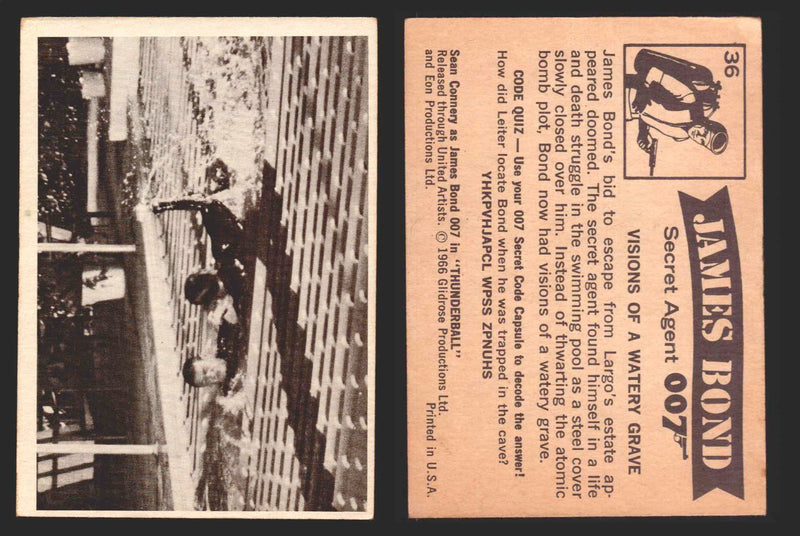 36
JAMES BOND
Secret Agent 007
VISIONS OF A WATERY GRAVE
James Bond's bid to escape from Largo's estate ap-
peared doomed. The secret agent found himself in a life
and death struggle in the swimming pool as a steel cover
slowly closed over him. Instead of thwarting the atomic
bomb plot, Bond now had visions of a watery grave.
CODE QUIZ — Use your 007 Secret Code Capsule to decode the answer!
How did Leiter locate Bond when he was trapped in the cave?
YHKPVHJAPCL WPSS ZPNUHS
Sean Connery as James Bond 007 in "THUNDERBALL"
Released through United Artists. © 1966 Glidrose Productions Ltd.
and Eon Productions Ltd. Printed in U.S.A.